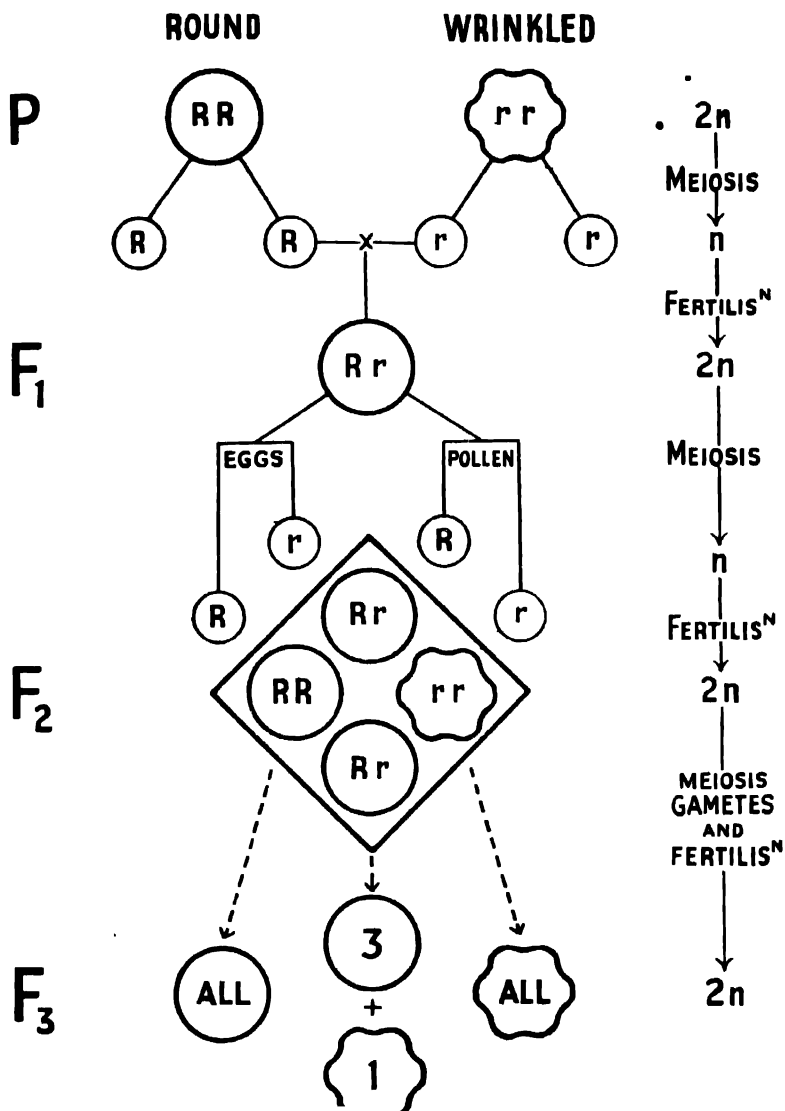 ROUND WRINKLED
P RR rr 2n
MEIOSIS
R R x r r n
FERTILISᴺ
F₁ Rr 2n
EGGS POLLEN MEIOSIS
r R n
R r FERTILISᴺ
Rr
F₂ RR rr 2n
Rr
MEIOSIS
GAMETES
AND
FERTILISᴺ
3
F₃ ALL + ALL 2n
1